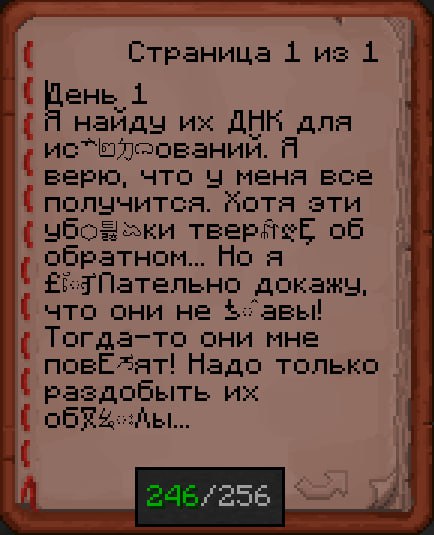 Страница 1 из 1
День 1
Я найду их ДНК для
Я
верю, что у меня все
получится. Хотя эти
об
обратном... Но я
докажу,
что они не
Тогда-то они мне
Надо только
раздобыть их
246/256